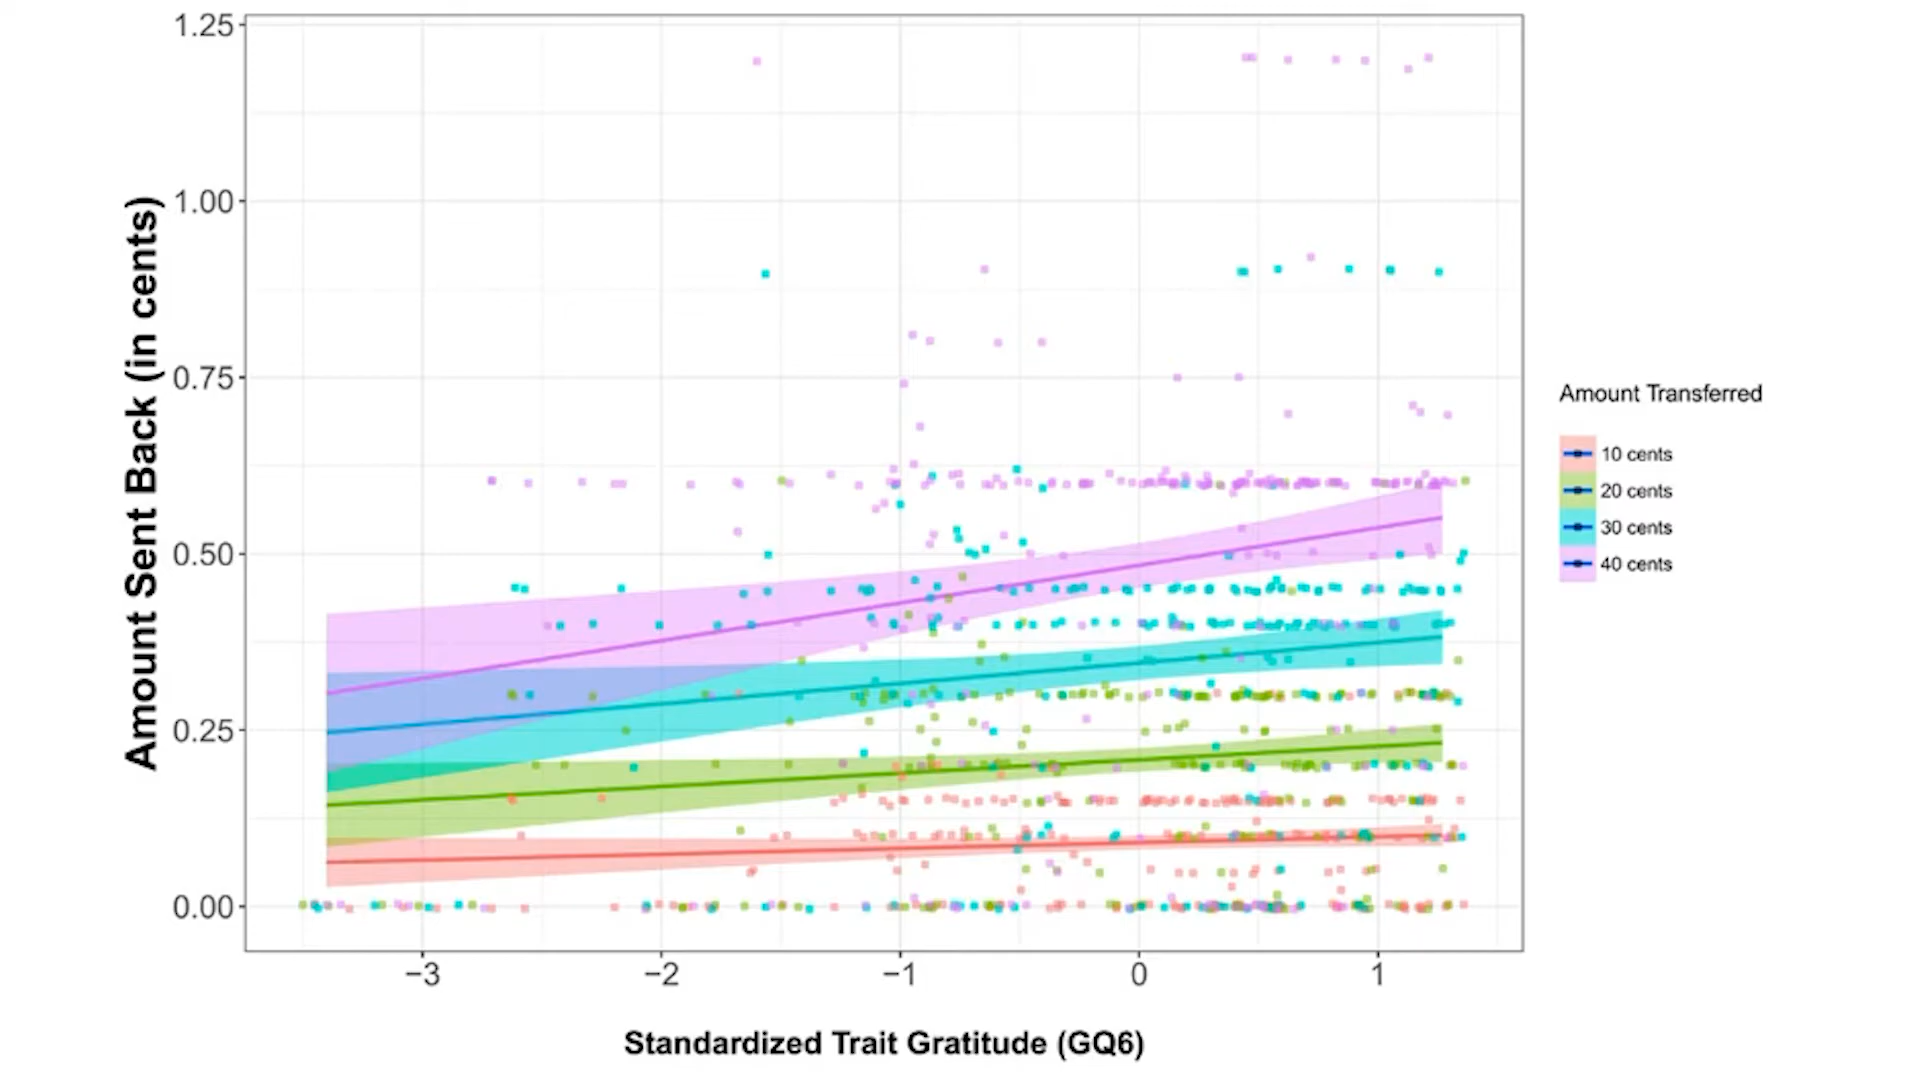 1.25
1.00
0.75
0.50
0.25
0.00
Amount Sent Back (in cents)
−3
−2
−1
0
1
Standardized Trait Gratitude (GQ6)
Amount Transferred
10 cents
20 cents
30 cents
40 cents